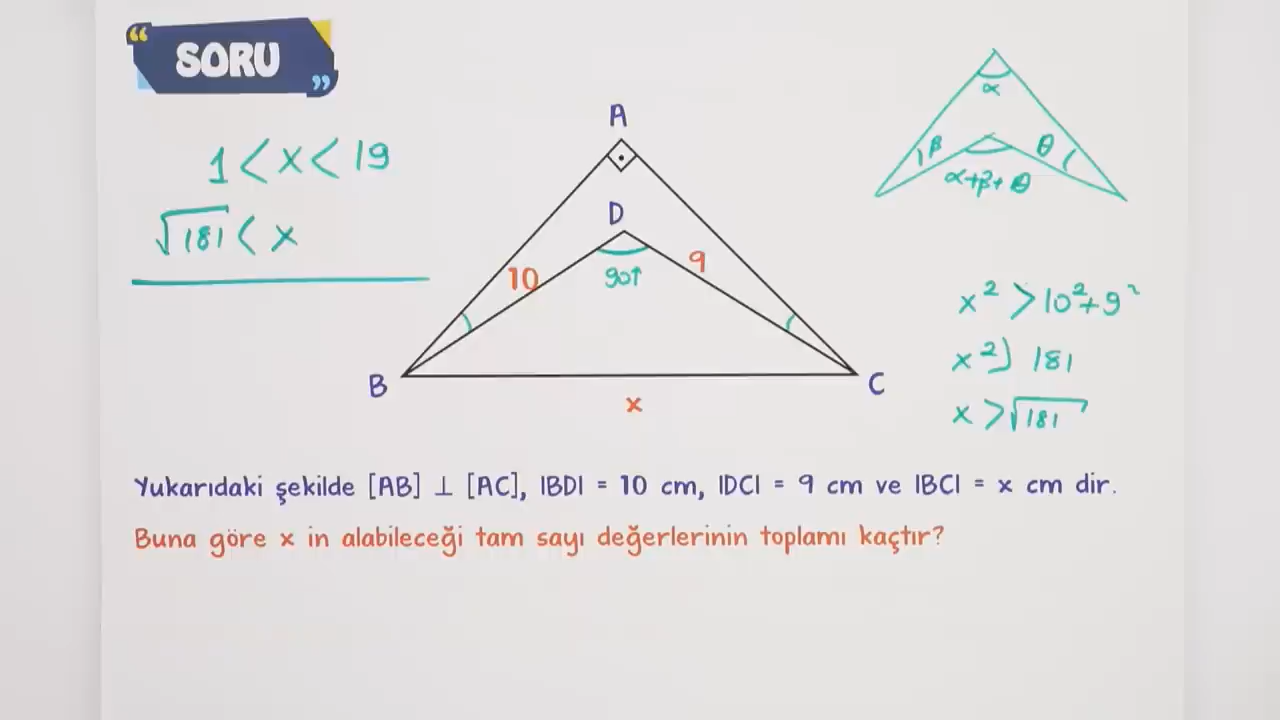 “ SORU ”
1 < x < 19
√181 < x
A
D
10
9
90↑
B
C
x
α
β
θ
α+β+θ
x² > 10²+9²
x² > 181
x > √181
Yukarıdaki şekilde [AB] ⊥ [AC], |BD| = 10 cm, |DC| = 9 cm ve |BC| = x cm dir.
Buna göre x in alabileceği tam sayı değerlerinin toplamı kaçtır?